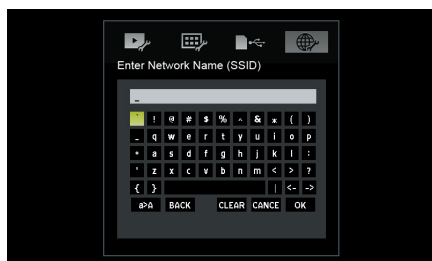 Enter Network Name (SSID)
_
` ! @ # $ % ^ & * ( )
_ q w e r t y u i o p
" a s d f g h j k l :
' z x c v b n m < > ?
{ } | <- ->
a>A BACK CLEAR CANCE OK